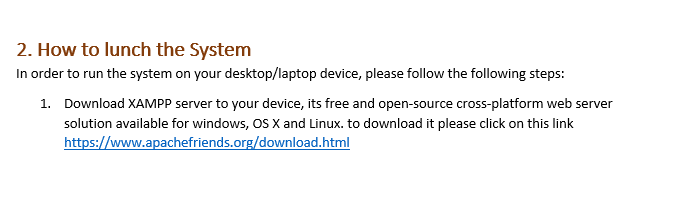 2. How to lunch the System
In order to run the system on your desktop/laptop device, please follow the following steps:
1. Download XAMPP server to your device, its free and open-source cross-platform web server
solution available for windows, OS X and Linux. to download it please click on this link
https://www.apachefriends.org/download.html